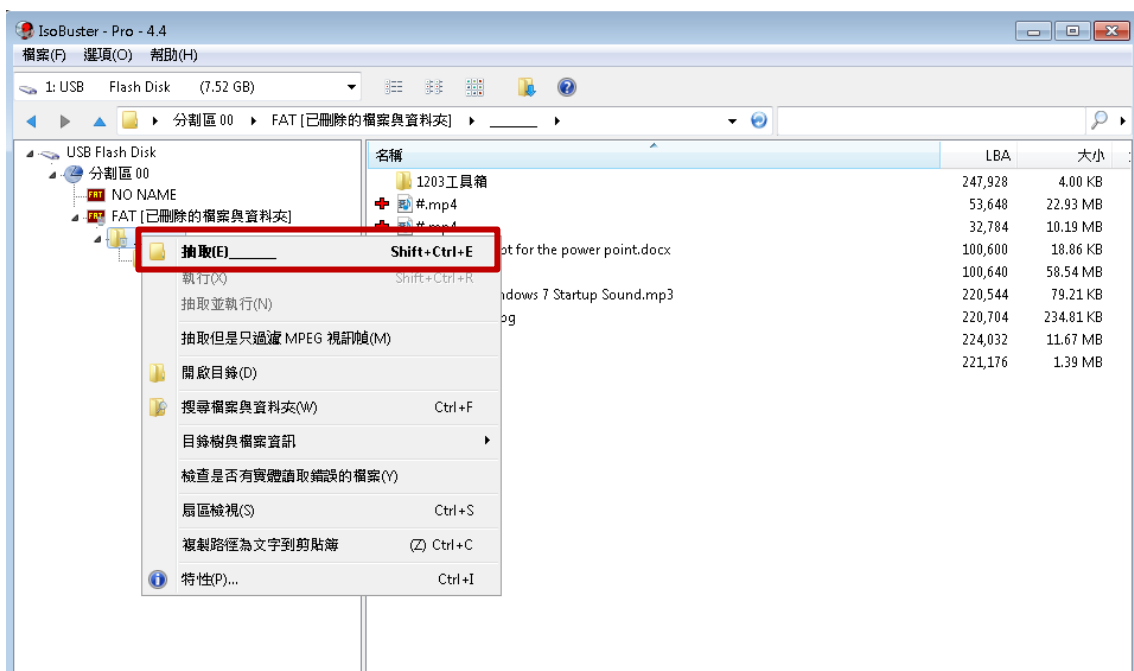 IsoBuster - Pro - 4.4
檔案(F) 選項(O) 幫助(H)
1: USB Flash Disk (7.52 GB)
分割區 00 FAT [已刪除的檔案與資料夾] _______
USB Flash Disk
分割區 00
FAT NO NAME
FAT FAT [已刪除的檔案與資料夾]
名稱 LBA 大小
1203工具箱 247,928 4.00 KB
#.mp4 53,648 22.93 MB
#.mp4 32,784 10.19 MB
pt for the power point.docx 100,600 18.86 KB
100,640 58.54 MB
ndows 7 Startup Sound.mp3 220,544 79.21 KB
pg 220,704 234.81 KB
224,032 11.67 MB
221,176 1.39 MB
抽取(E)_______ Shift+Ctrl+E
執行(X) Shift+Ctrl+R
抽取並執行(N)
抽取但是只過濾 MPEG 視訊幀(M)
開啟目錄(D)
搜尋檔案與資料夾(W) Ctrl+F
目錄樹與檔案資訊
檢查是否有實體讀取錯誤的檔案(Y)
扇區檢視(S) Ctrl+S
複製路徑為文字到剪貼簿 (Z) Ctrl+C
特性(P)... Ctrl+I